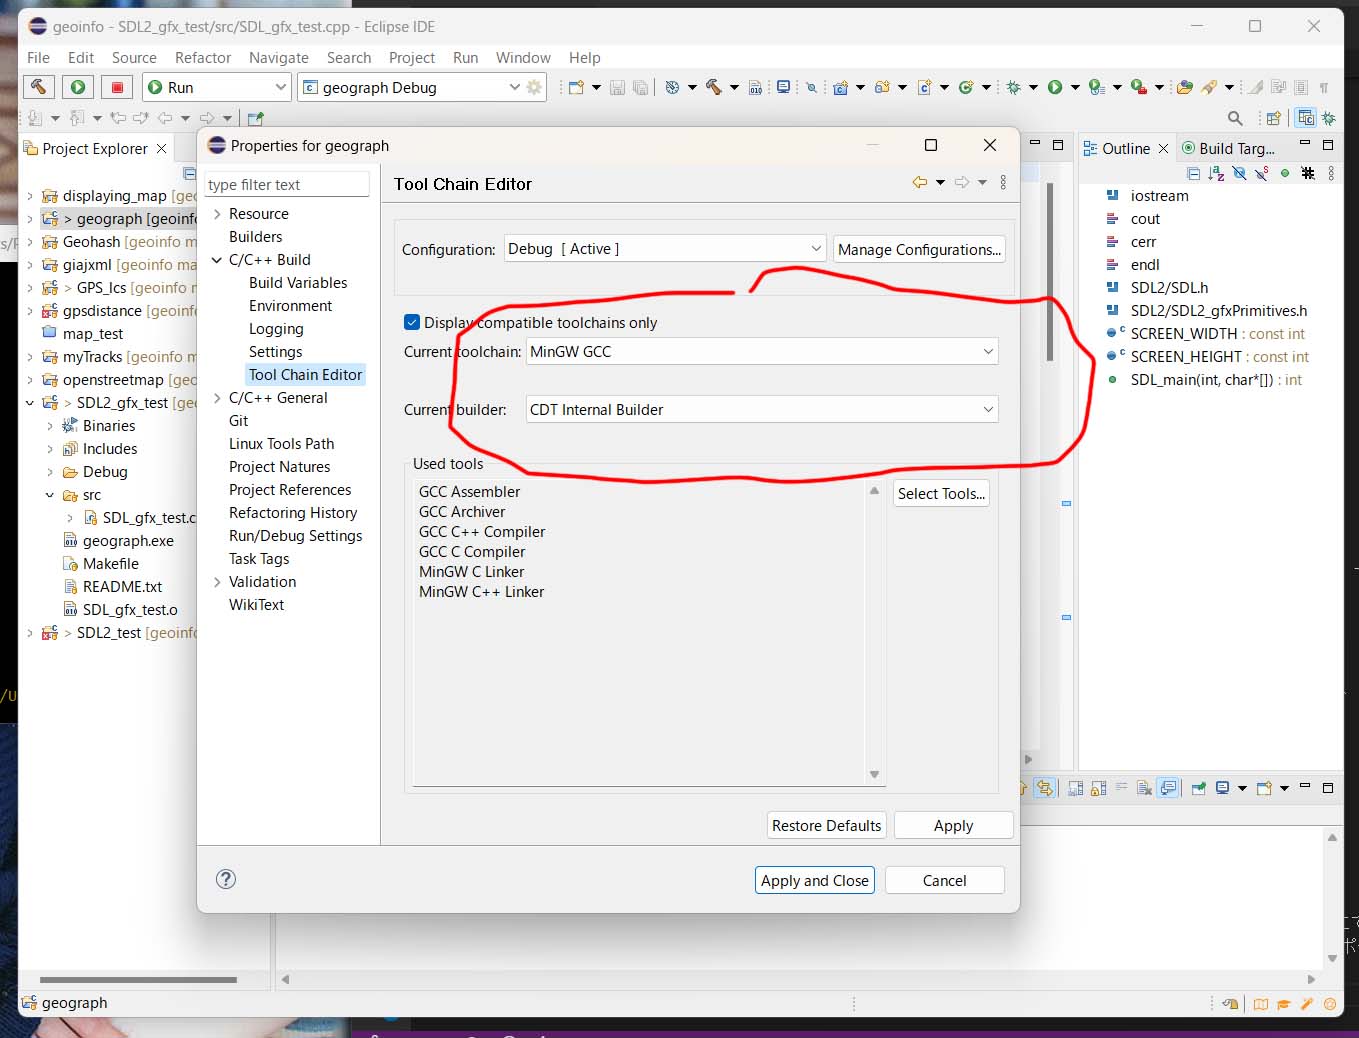 geoinfo - SDL2_gfx_test/src/SDL_gfx_test.cpp - Eclipse IDE
File Edit Source Refactor Navigate Search Project Run Window Help
Run
geograph Debug
Project Explorer
displaying_map
> geograph [geoinfo
Geohash [geoinfo m
giajxml [geoinfo ma
> GPS_Ics
gpsdistance [geoinfo
map_test
myTracks [geoinfo
openstreetmap [geo
> SDL2_gfx_test
Binaries
Includes
Debug
src
SDL_gfx_test.c
geograph.exe
Makefile
README.txt
SDL_gfx_test.o
> SDL2_test [geoinfo
Properties for geograph
type filter text
Resource
Builders
C/C++ Build
Build Variables
Environment
Logging
Settings
Tool Chain Editor
C/C++ General
Git
Linux Tools Path
Project Natures
Project References
Refactoring History
Run/Debug Settings
Task Tags
Validation
WikiText
Tool Chain Editor
Configuration: Debug [ Active ] Manage Configurations...
Display compatible toolchains only
Current toolchain: MinGW GCC
Current builder: CDT Internal Builder
Used tools
GCC Assembler
GCC Archiver
GCC C++ Compiler
GCC C Compiler
MinGW C Linker
MinGW C++ Linker
Select Tools...
Restore Defaults Apply
Apply and Close Cancel
Outline
Build Targ...
iostream
cout
cerr
endl
SDL2/SDL.h
SDL2/SDL2_gfxPrimitives.h
SCREEN_WIDTH : const int
SCREEN_HEIGHT : const int
SDL_main(int, char*[]) : int
geograph